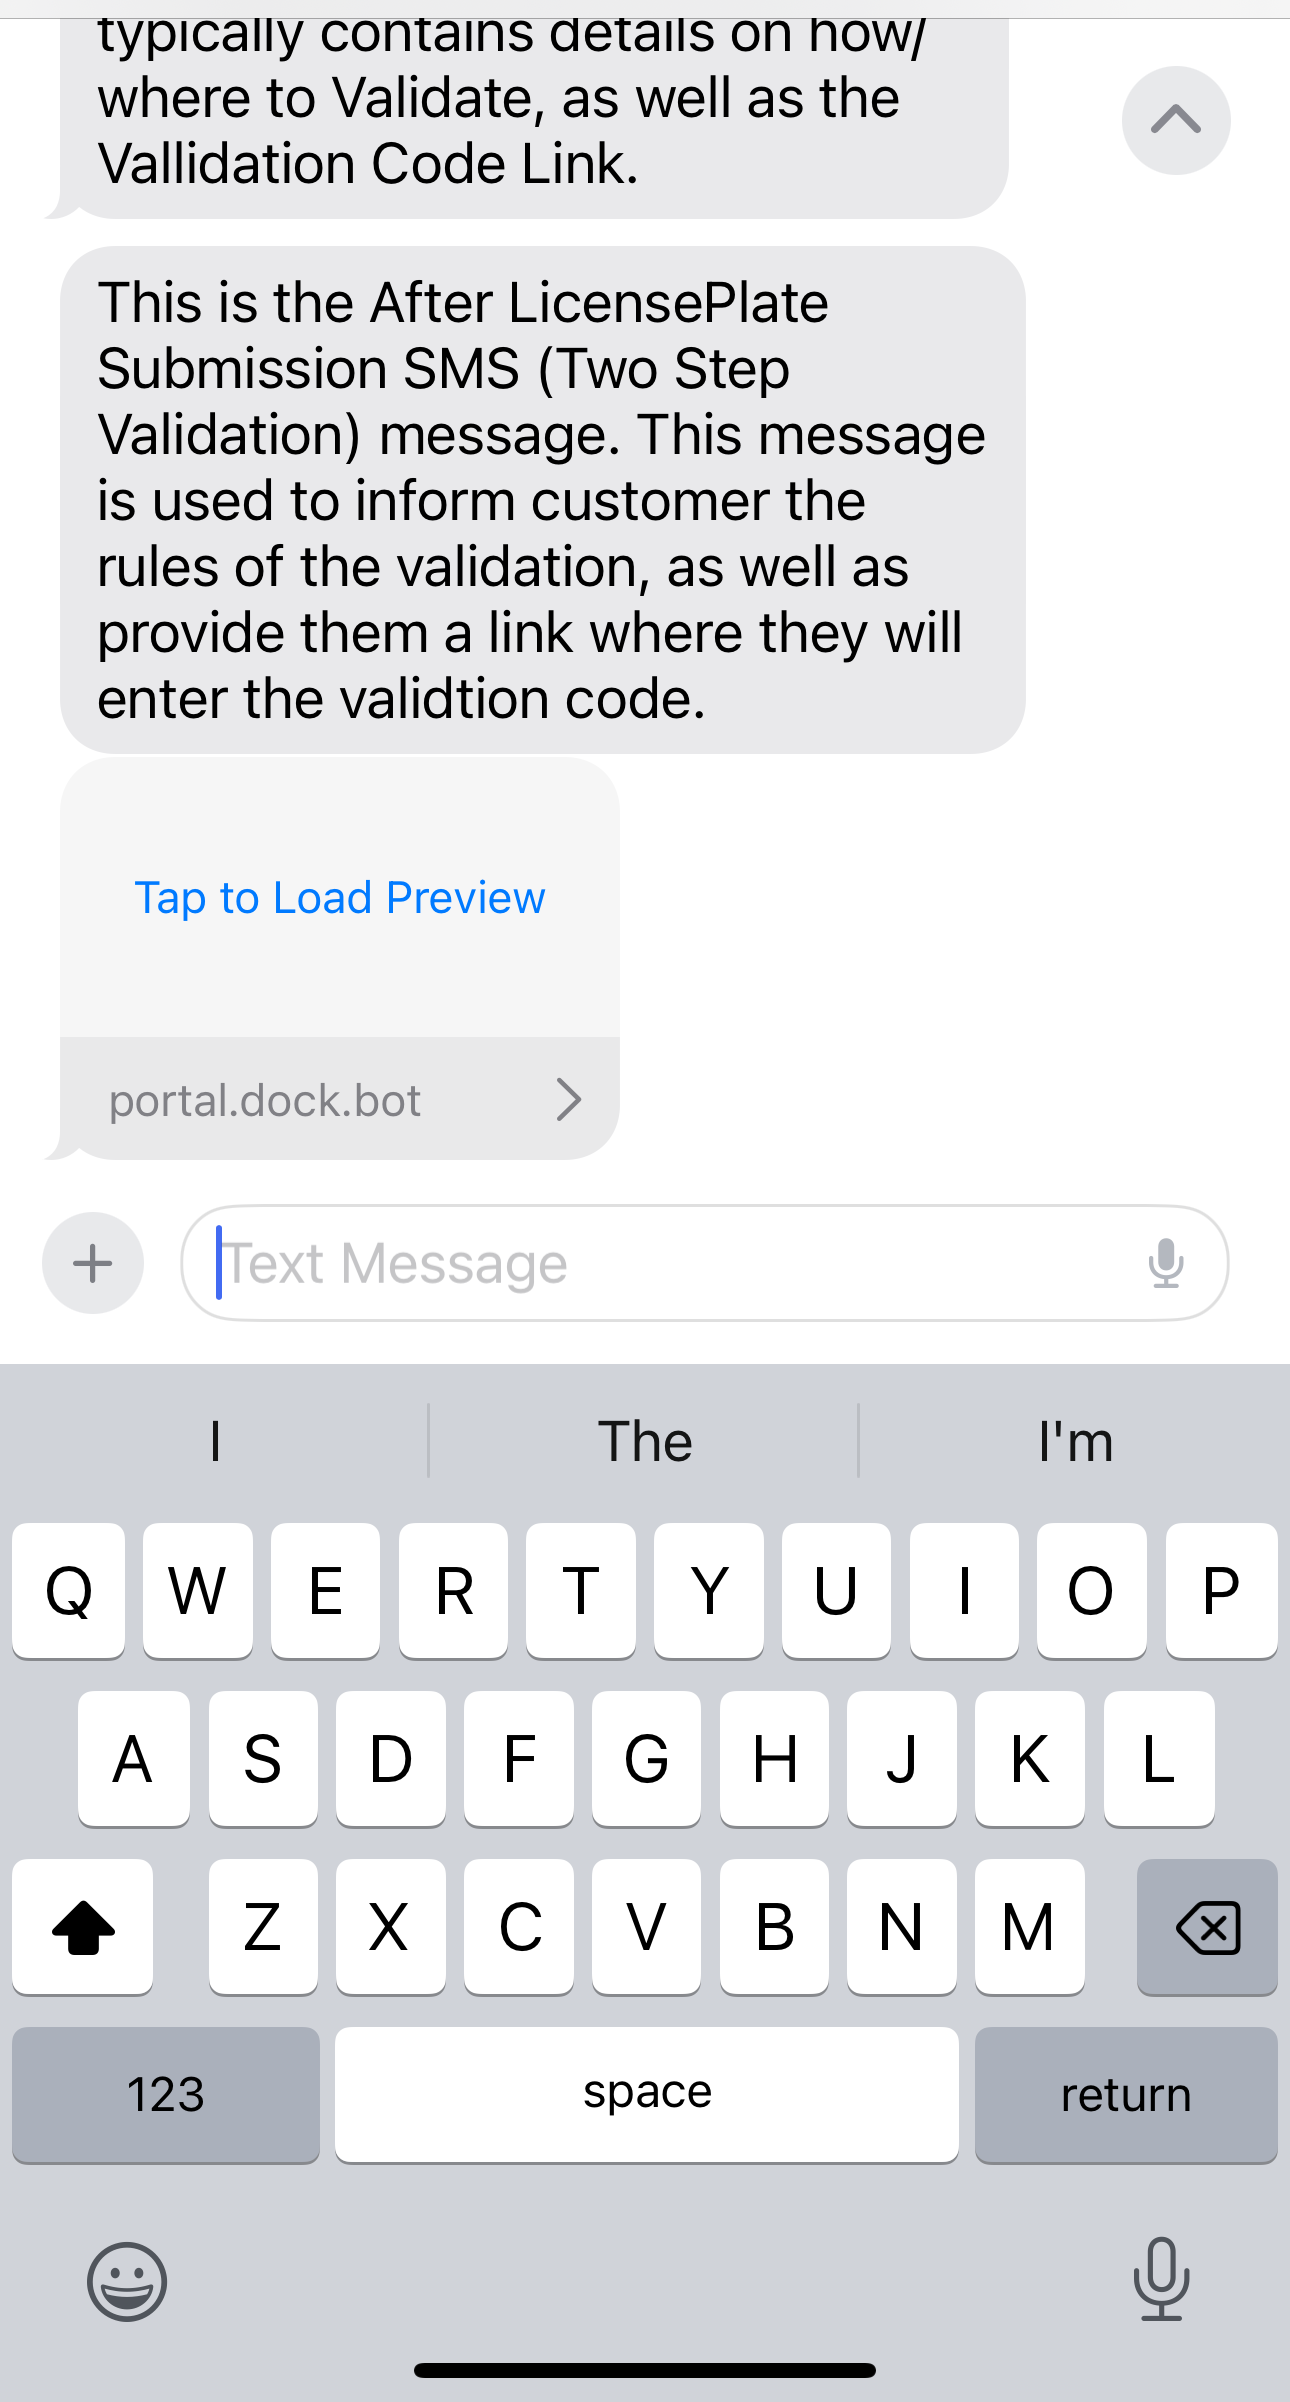 typically contains details on how/
where to Validate, as well as the
Vallidation Code Link.
This is the After LicensePlate
Submission SMS (Two Step
Validation) message. This message
is used to inform customer the
rules of the validation, as well as
provide them a link where they will
enter the validtion code.
Tap to Load Preview
portal.dock.bot
Text Message
I The I'm
Q W E R T Y U I O P
A S D F G H J K L
Z X C V B N M
123 space return